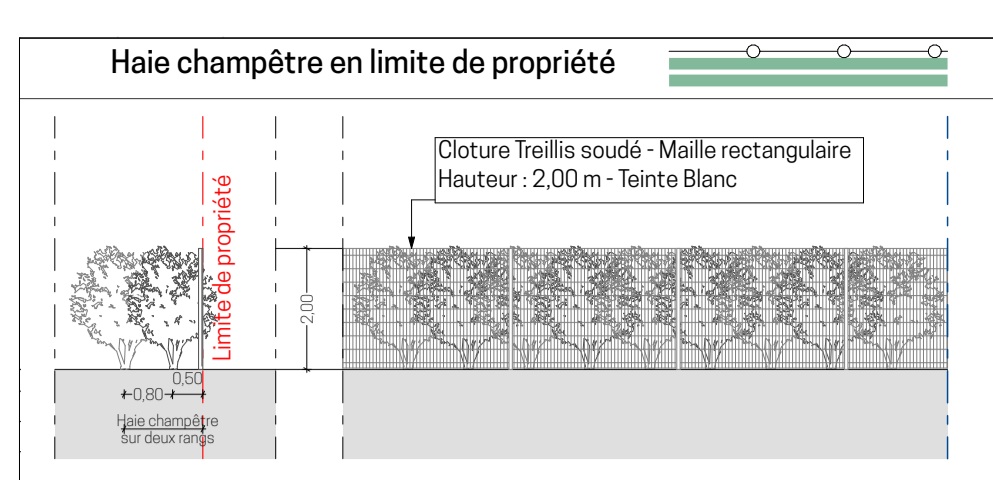 Haie champêtre en limite de propriété
Cloture Treillis soudé - Maille rectangulaire
Hauteur : 2,00 m - Teinte Blanc
Limite de propriété
2,00
0,50
0,80
Haie champêtre
sur deux rangs